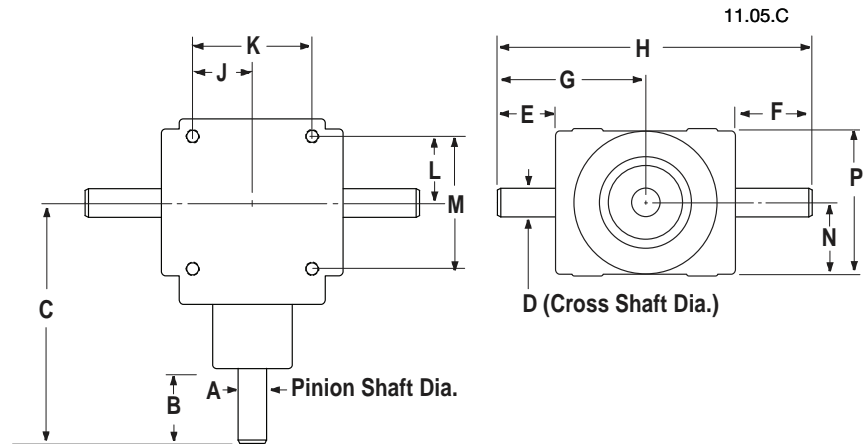 11.05.C
K
H
J
G
E
F
L
M
P
N
C
D (Cross Shaft Dia.)
A
Pinion Shaft Dia.
B